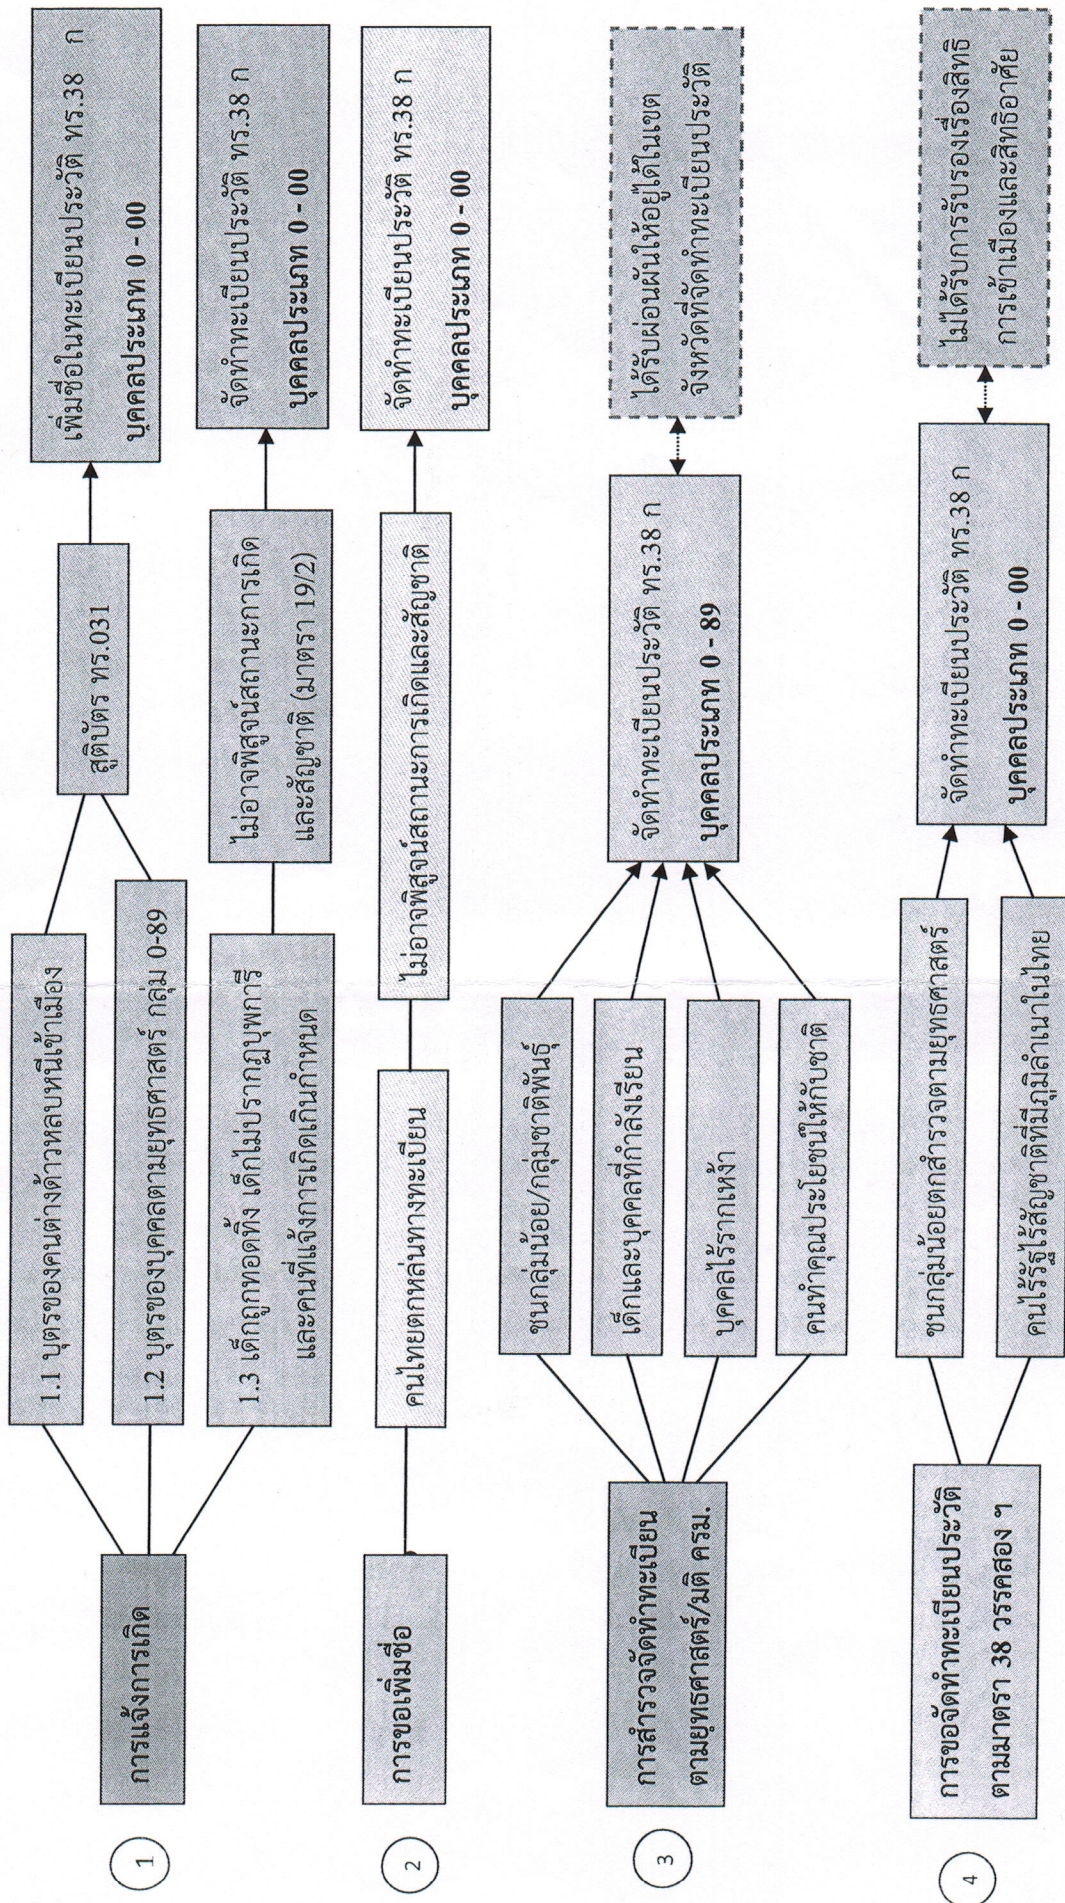 1
การแจ้งการเกิด
1.1 บุตรของคนต่างด้าวหลบหนีเข้าเมือง
1.2 บุตรของบุคคลตามยุทธศาสตร์ กลุ่ม 0-89
สูติบัตร ทร.031
เพิ่มชื่อในทะเบียนประวัติ ทร.38 ก
บุคคลประเภท 0 - 00
1.3 เด็กถูกทอดทิ้ง เด็กไม่ปรากฏบุพการี
และคนที่แจ้งการเกิดเกินกำหนด
ไม่อาจพิสูจน์สถานะการเกิด
และสัญชาติ (มาตรา 19/2)
จัดทำทะเบียนประวัติ ทร.38 ก
บุคคลประเภท 0 - 00
2
การขอเพิ่มชื่อ
คนไทยตกหล่นทางทะเบียน
ไม่อาจพิสูจน์สถานะการเกิดและสัญชาติ
จัดทำทะเบียนประวัติ ทร.38 ก
บุคคลประเภท 0 - 00
3
การสำรวจจัดทำทะเบียน
ตามยุทธศาสตร์/มติ ครม.
ชนกลุ่มน้อย/กลุ่มชาติพันธุ์
เด็กและบุคคลที่กำลังเรียน
บุคคลไร้รากเหง้า
คนทำคุณประโยชน์ให้กับชาติ
จัดทำทะเบียนประวัติ ทร.38 ก
บุคคลประเภท 0 - 89
ได้รับผ่อนผันให้อยู่ได้ในเขต
จังหวัดที่จัดทำทะเบียนประวัติ
4
การขอจัดทำทะเบียนประวัติ
ตามมาตรา 38 วรรคสอง ฯ
ชนกลุ่มน้อยตกสำรวจตามยุทธศาสตร์
คนไร้รัฐไร้สัญชาติที่มีภูมิลำเนาในไทย
จัดทำทะเบียนประวัติ ทร.38 ก
บุคคลประเภท 0 - 00
ไม่ได้รับการรับรองเรื่องสิทธิ
การเข้าเมืองและสิทธิอาศัย